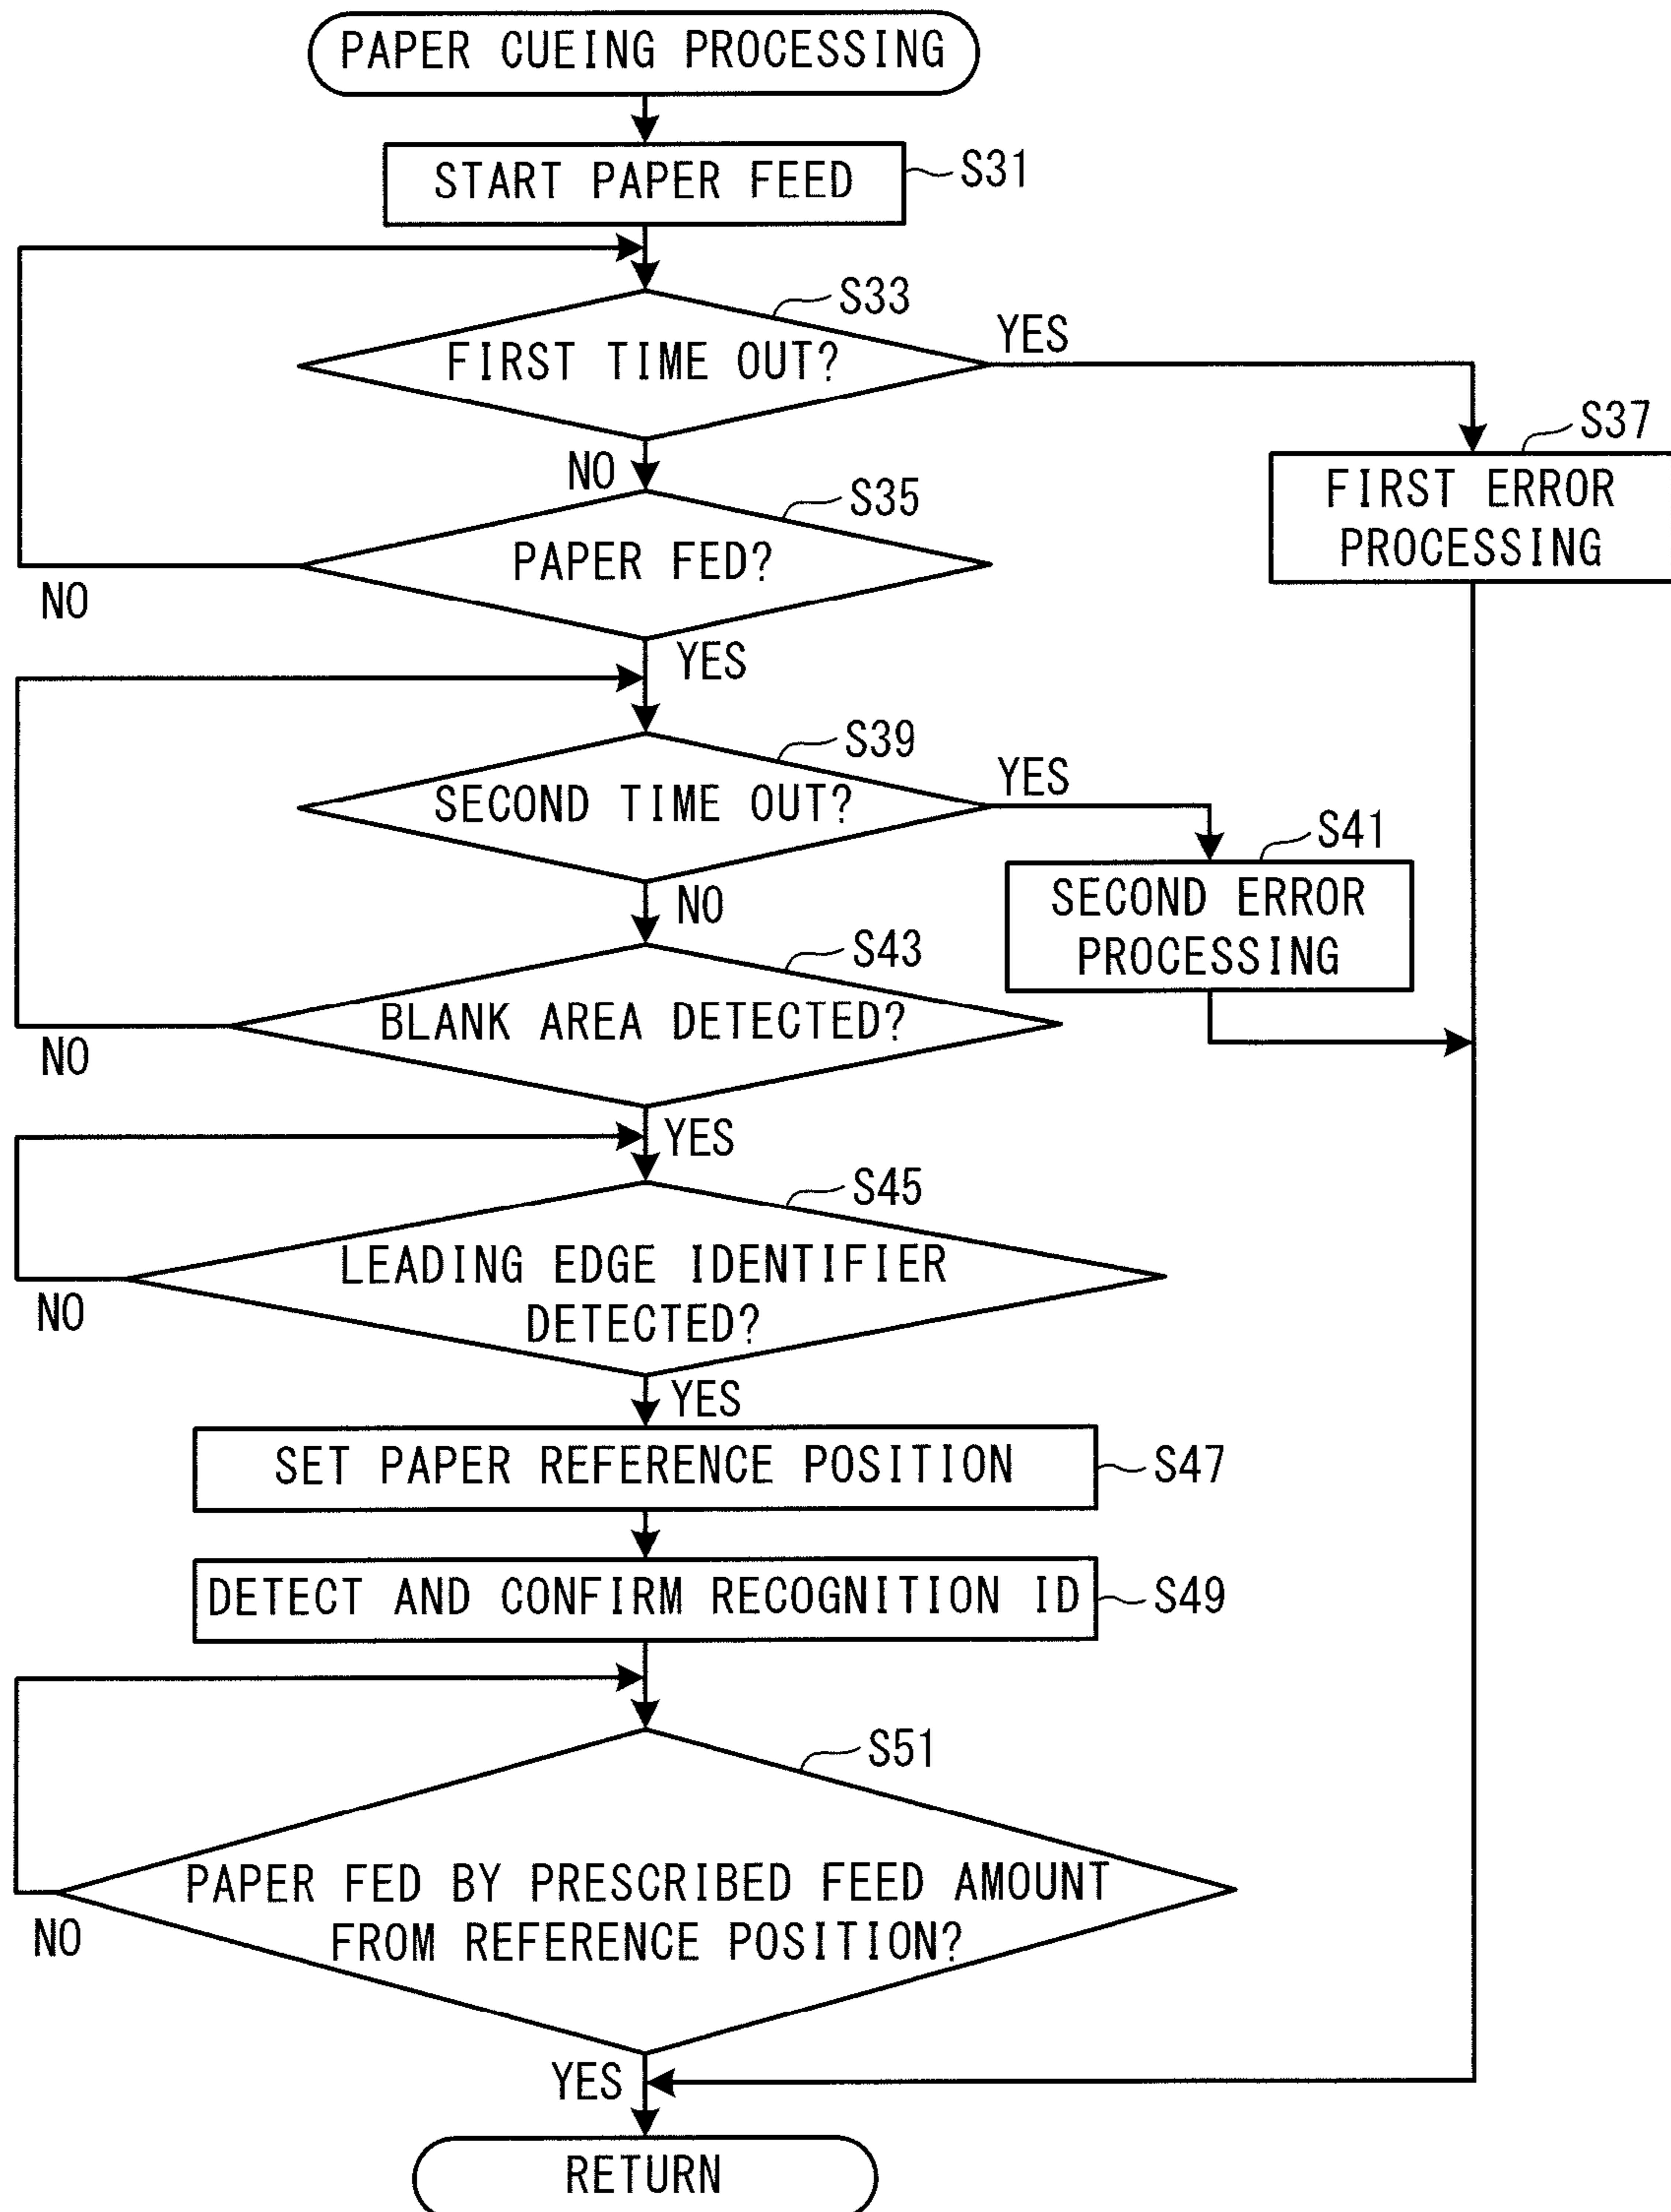 PAPER CUEING PROCESSING
START PAPER FEED
S31
S33
FIRST TIME OUT?
YES
NO
S37
FIRST ERROR
PROCESSING
S35
PAPER FED?
NO
YES
S39
SECOND TIME OUT?
YES
NO
S41
SECOND ERROR
PROCESSING
S43
BLANK AREA DETECTED?
NO
YES
S45
LEADING EDGE IDENTIFIER
DETECTED?
NO
YES
SET PAPER REFERENCE POSITION
S47
DETECT AND CONFIRM RECOGNITION ID
S49
S51
PAPER FED BY PRESCRIBED FEED AMOUNT
FROM REFERENCE POSITION?
NO
YES
RETURN